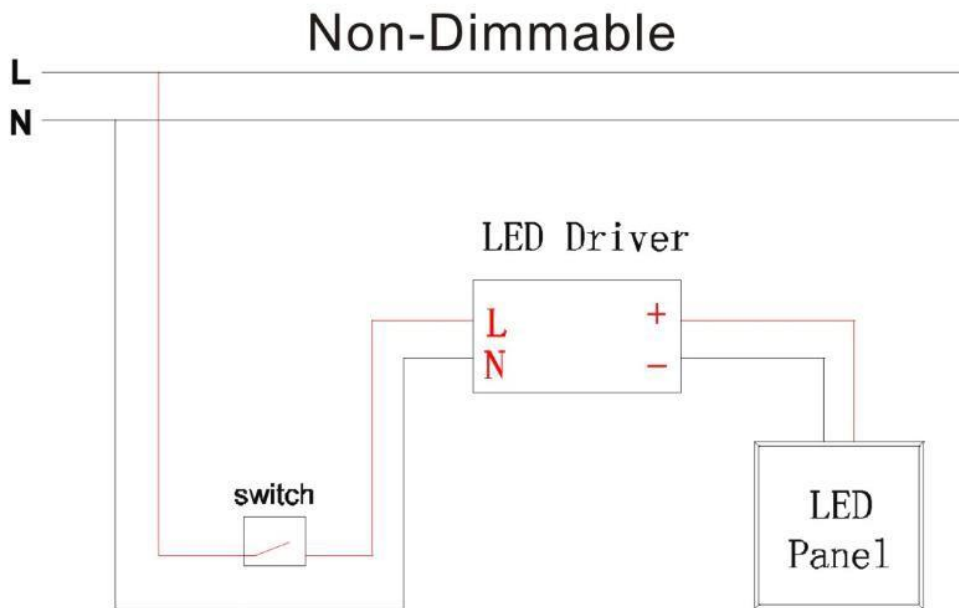 Non-Dimmable
L
N
LED Driver
L +
N −
switch
LED
Panel